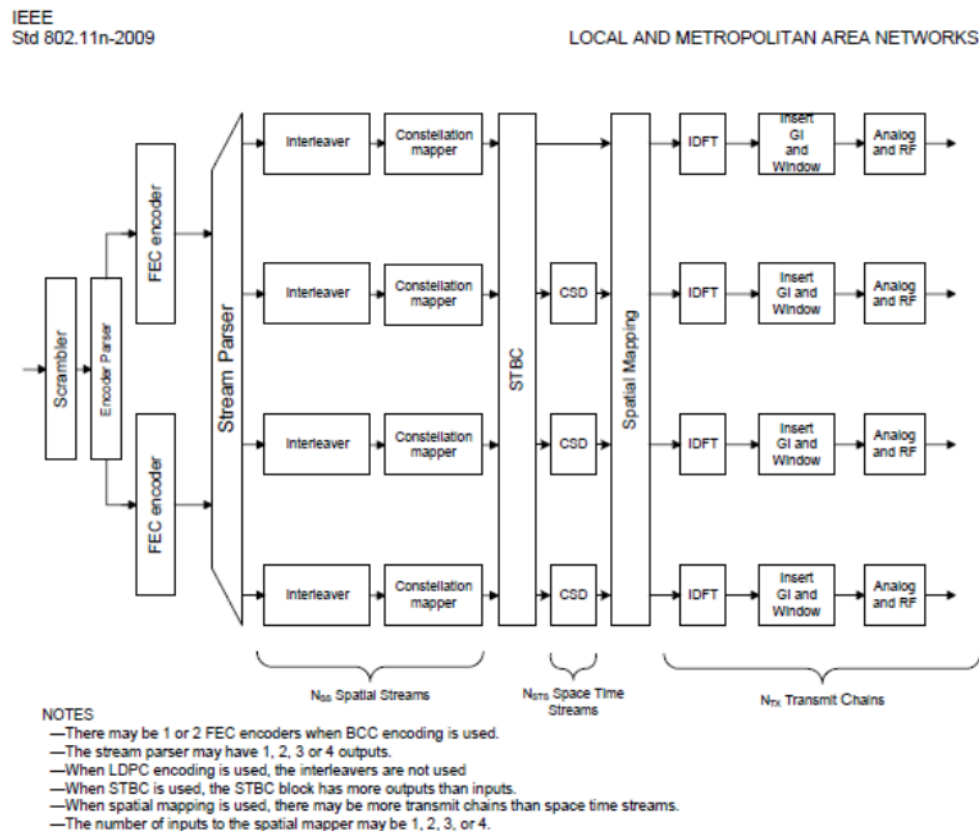 IEEE
Std 802.11n-2009
LOCAL AND METROPOLITAN AREA NETWORKS
Scrambler
Encoder Parser
FEC encoder
FEC encoder
Stream Parser
Interleaver
Constellation
mapper
Interleaver
Constellation
mapper
Interleaver
Constellation
mapper
Interleaver
Constellation
mapper
STBC
CSD
CSD
CSD
Spatial Mapping
IDFT
Insert
GI
and
Window
Analog
and RF
IDFT
Insert
GI and
Window
Analog
and RF
IDFT
Insert
GI and
Window
Analog
and RF
IDFT
Insert
GI and
Window
Analog
and RF
NSS Spatial Streams
NSTS Space Time
Streams
NTX Transmit Chains
NOTES
—There may be 1 or 2 FEC encoders when BCC encoding is used.
—The stream parser may have 1, 2, 3 or 4 outputs.
—When LDPC encoding is used, the interleavers are not used
—When STBC is used, the STBC block has more outputs than inputs.
—When spatial mapping is used, there may be more transmit chains than space time streams.
—The number of inputs to the spatial mapper may be 1, 2, 3, or 4.